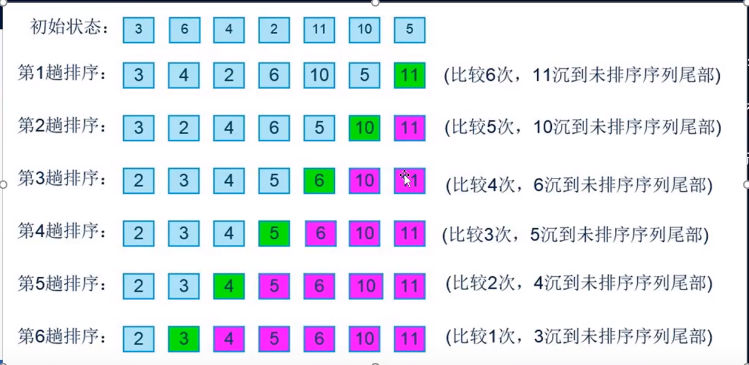 初始状态： 3 6 4 2 11 10 5
第1趟排序： 3 4 2 6 10 5 11 (比较6次，11沉到未排序序列尾部)
第2趟排序： 3 2 4 6 5 10 11 (比较5次，10沉到未排序序列尾部)
第3趟排序： 2 3 4 5 6 10 11 (比较4次，6沉到未排序序列尾部)
第4趟排序： 2 3 4 5 6 10 11 (比较3次，5沉到未排序序列尾部)
第5趟排序： 2 3 4 5 6 10 11 (比较2次，4沉到未排序序列尾部)
第6趟排序： 2 3 4 5 6 10 11 (比较1次，3沉到未排序序列尾部)